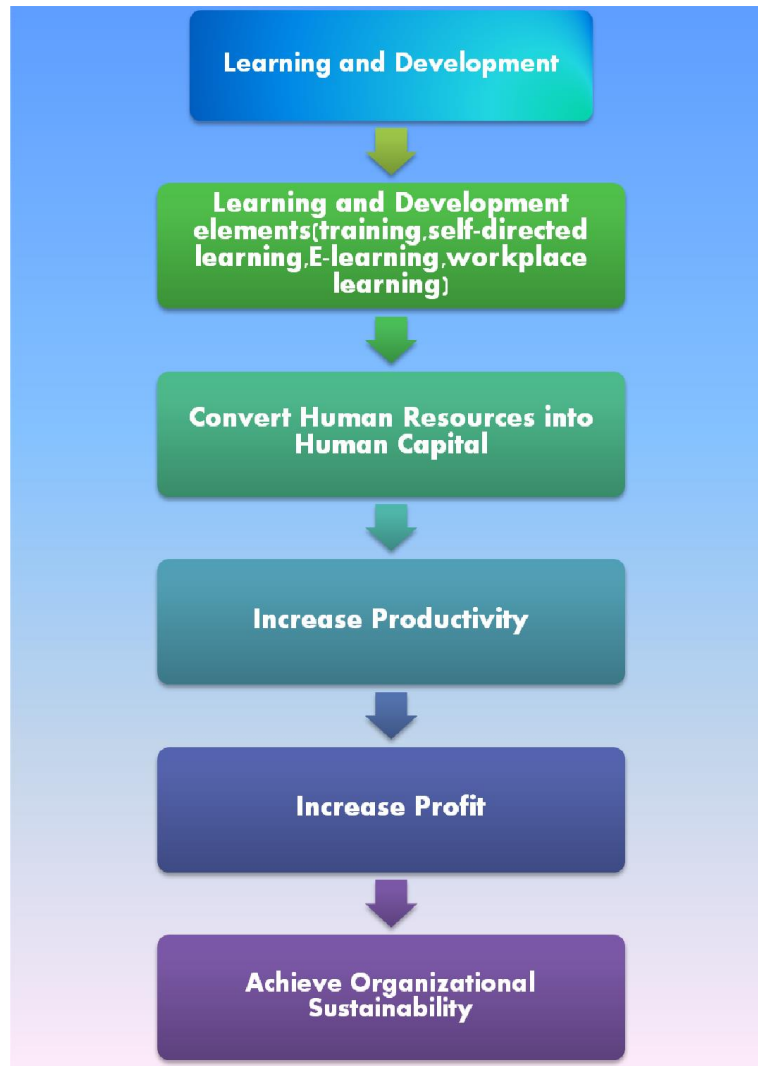 Learning and Development
Learning and Development
elements(training,self-directed
learning,E-learning,workplace
learning)
Convert Human Resources into
Human Capital
Increase Productivity
Increase Profit
Achieve Organizational
Sustainability